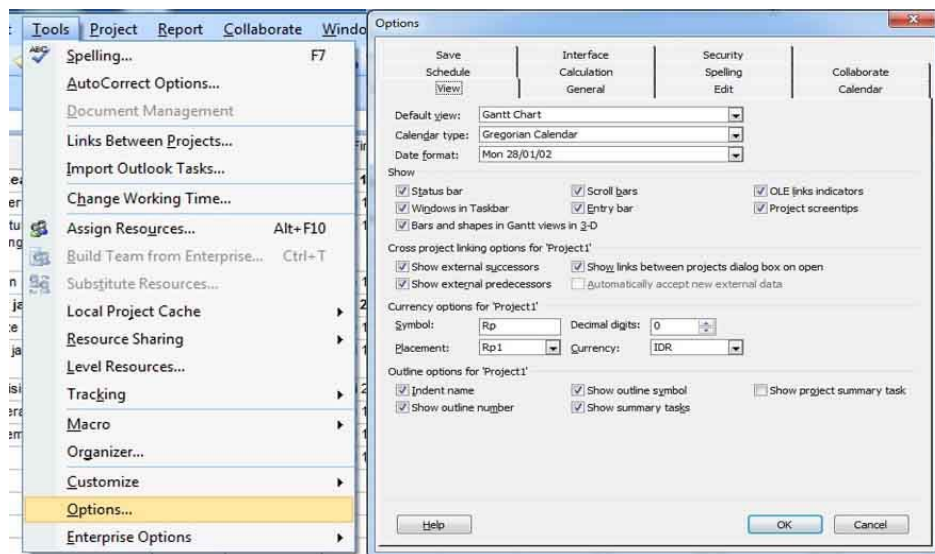 Tools Project Report Collaborate Windo
Spelling... F7
AutoCorrect Options...
Document Management
Links Between Projects...
Import Outlook Tasks...
Change Working Time...
Assign Resources... Alt+F10
Build Team from Enterprise... Ctrl+T
Substitute Resources...
Local Project Cache
Resource Sharing
Level Resources...
Tracking
Macro
Organizer...
Customize
Options...
Enterprise Options
Options
Save Interface Security
Schedule Calculation Spelling Collaborate
View General Edit Calendar
Default view: Gantt Chart
Calendar type: Gregorian Calendar
Date format: Mon 28/01/02
Show
Status bar Scroll bars OLE links indicators
Windows in Taskbar Entry bar Project screentips
Bars and shapes in Gantt views in 3-D
Cross project linking options for 'Project1'
Show external successors Show links between projects dialog box on open
Show external predecessors Automatically accept new external data
Currency options for 'Project1'
Symbol: Rp Decimal digits: 0
Placement: Rp1 Currency: IDR
Outline options for 'Project1'
Indent name Show outline symbol Show project summary task
Show outline number Show summary tasks
Help OK Cancel